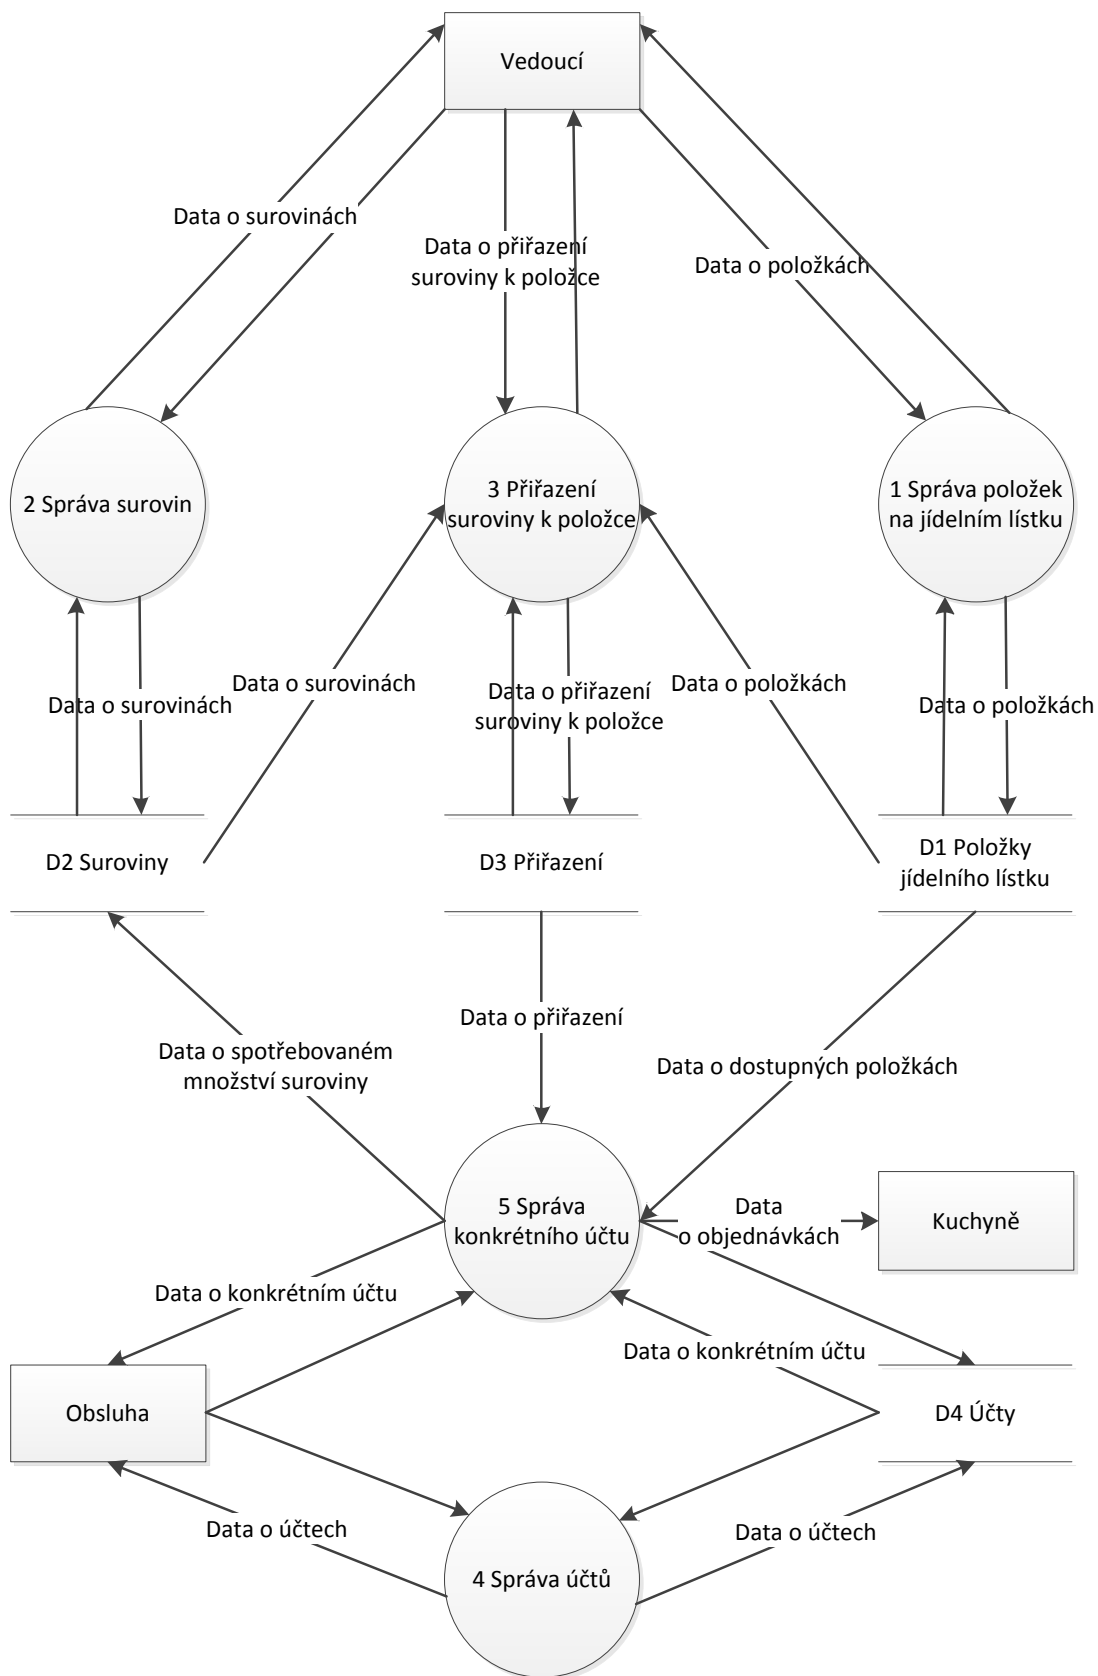 Vedoucí
Data o surovinách
Data o přiřazení
suroviny k položce
Data o položkách
2 Správa surovin
3 Přiřazení
suroviny k položce
1 Správa položek
na jídelním lístku
Data o surovinách
Data o surovinách
Data o přiřazení
suroviny k položce
Data o položkách
Data o položkách
D2 Suroviny
D3 Přiřazení
D1 Položky
jídelního lístku
Data o přiřazení
Data o spotřebovaném
množství suroviny
Data o dostupných položkách
5 Správa
konkrétního účtu
Data
o objednávkách
Kuchyně
Data o konkrétním účtu
Data o konkrétním účtu
Obsluha
D4 Účty
Data o účtech
Data o účtech
4 Správa účtů